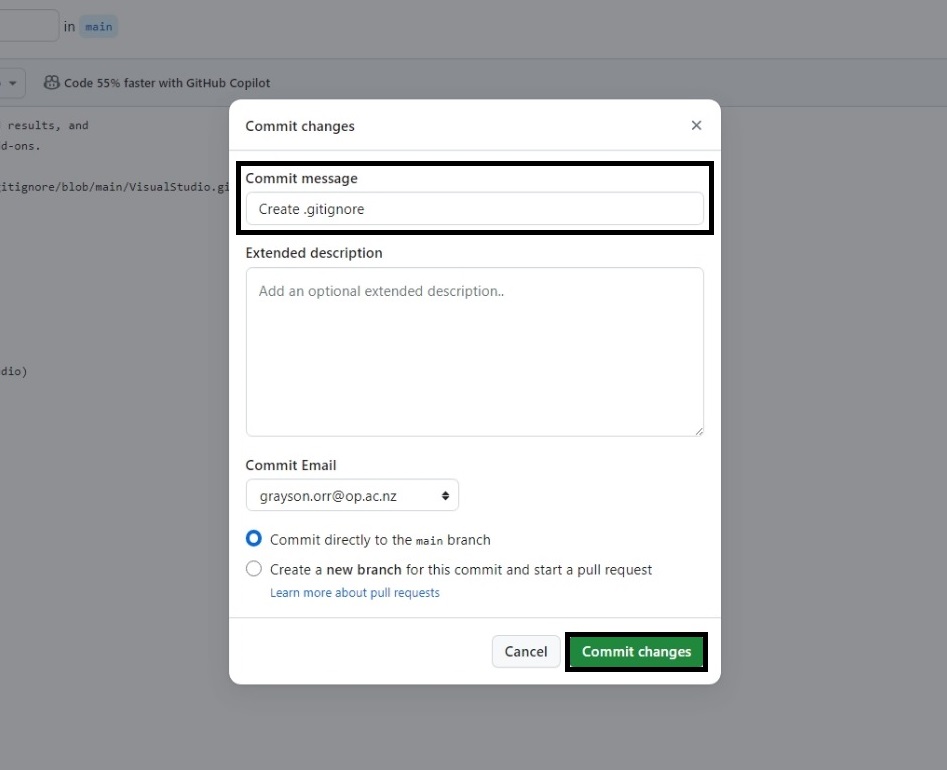 in main
Code 55% faster with GitHub Copilot
results, and
d-ons.
itignore/blob/main/VisualStudio.gi
dio)
Commit changes
Commit message
Create .gitignore
Extended description
Add an optional extended description..
Commit Email
grayson.orr@op.ac.nz
Commit directly to the main branch
Create a new branch for this commit and start a pull request
Learn more about pull requests
Cancel
Commit changes